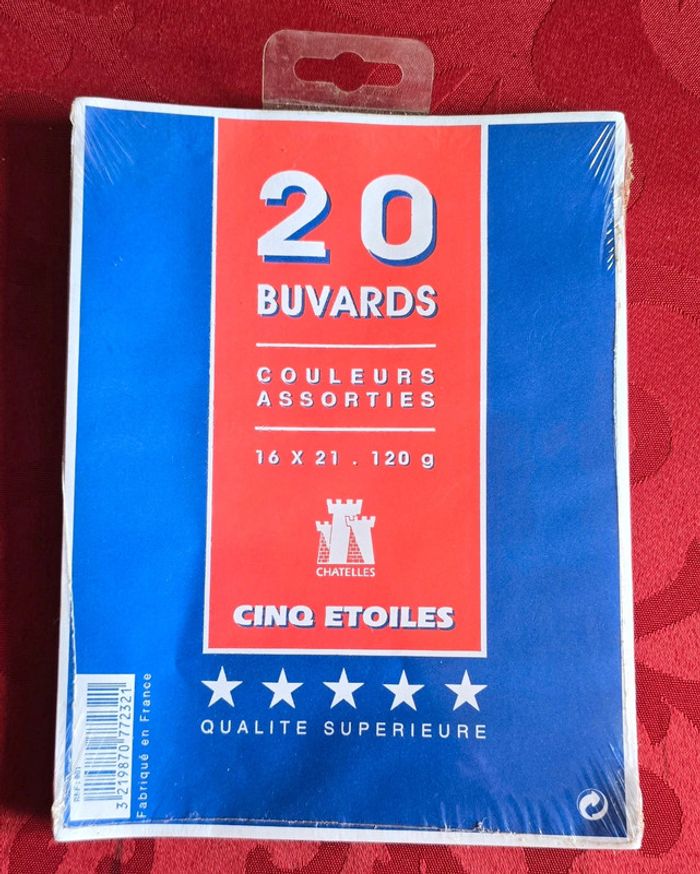 20
BUVARDS
COULEURS
ASSORTIES
16 X 21 . 120 g
CHATELLES
CINQ ETOILES
QUALITE SUPERIEURE
3 219870 772321
Fabriqué en France